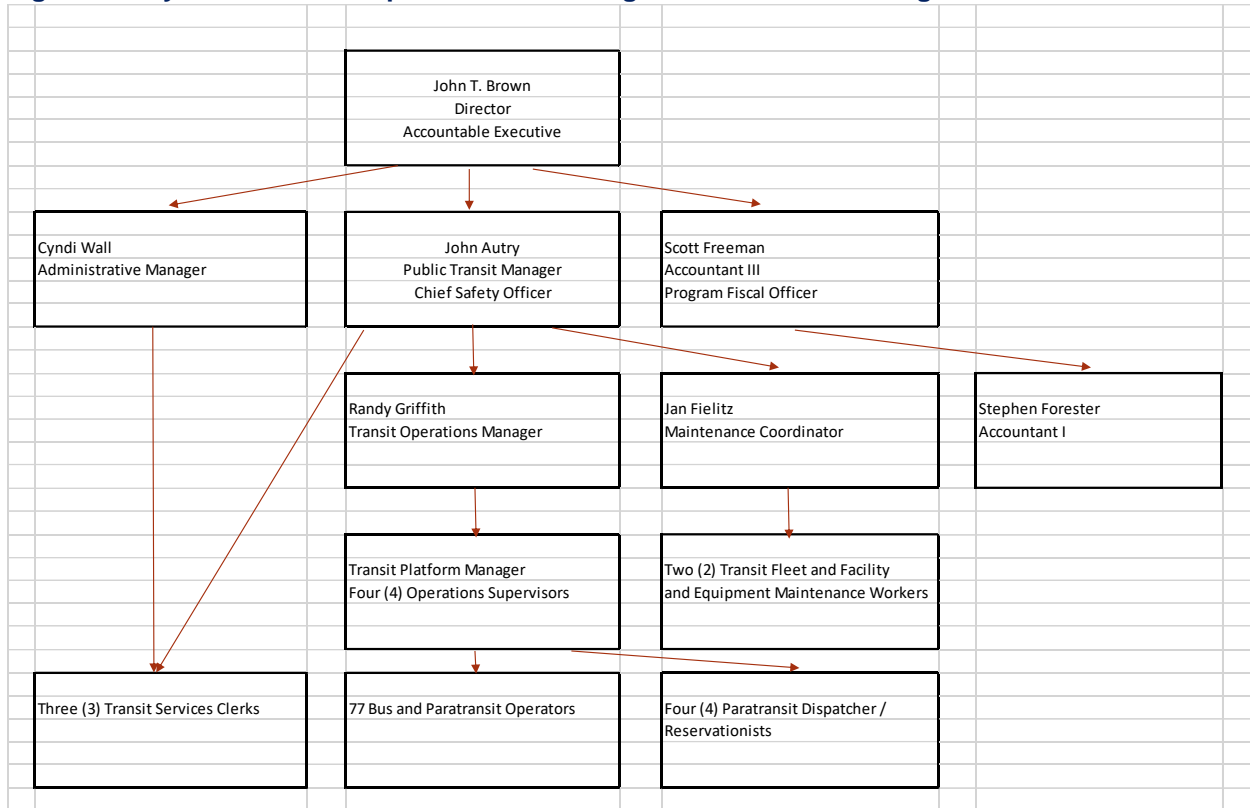 John T. Brown
Director
Accountable Executive
Cyndi Wall
Administrative Manager
John Autry
Public Transit Manager
Chief Safety Officer
Scott Freeman
Accountant III
Program Fiscal Officer
Randy Griffith
Transit Operations Manager
Jan Fielitz
Maintenance Coordinator
Stephen Forester
Accountant I
Transit Platform Manager
Four (4) Operations Supervisors
Two (2) Transit Fleet and Facility
and Equipment Maintenance Workers
Three (3) Transit Services Clerks
77 Bus and Paratransit Operators
Four (4) Paratransit Dispatcher /
Reservationists